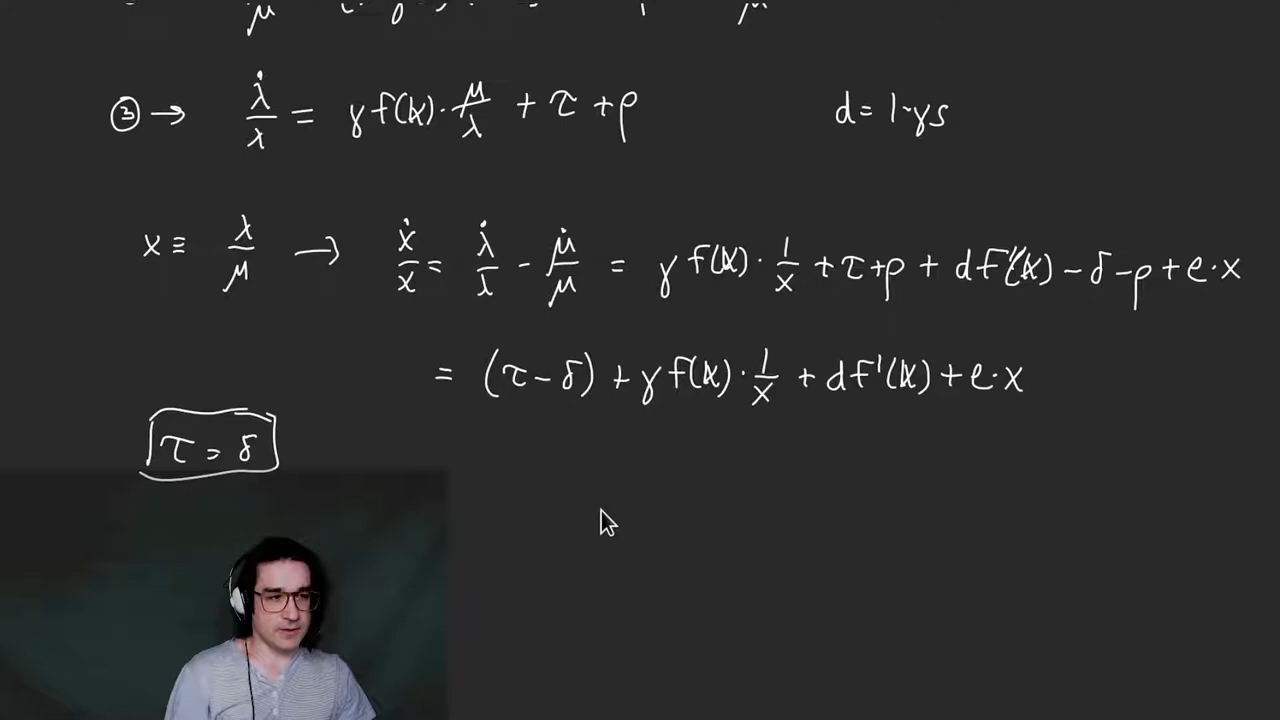 ③ → λ̇/λ = γ f(k) · μ/λ + τ + ρ d = 1 - γs
x ≡ λ/μ → ẋ/x = λ̇/λ - μ̇/μ = γ f(k) · 1/x + τ + ρ + d f'(k) - δ - ρ + e · x
= (τ - δ) + γ f(k) · 1/x + d f'(k) + e · x
τ = δ